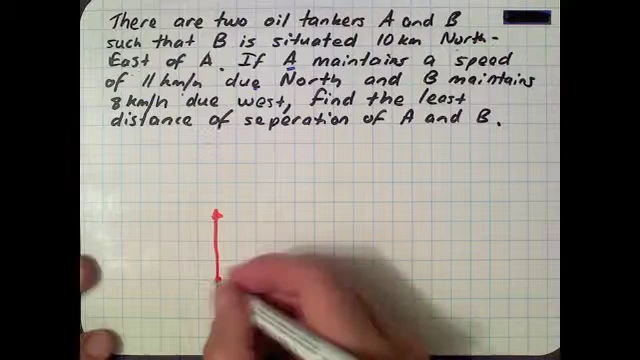 There are two oil tankers A and B
such that B is situated 10 km North-
East of A. If A maintains a speed
of 11 km/h due North and B maintains
8 km/h due west, find the least
distance of seperation of A and B.